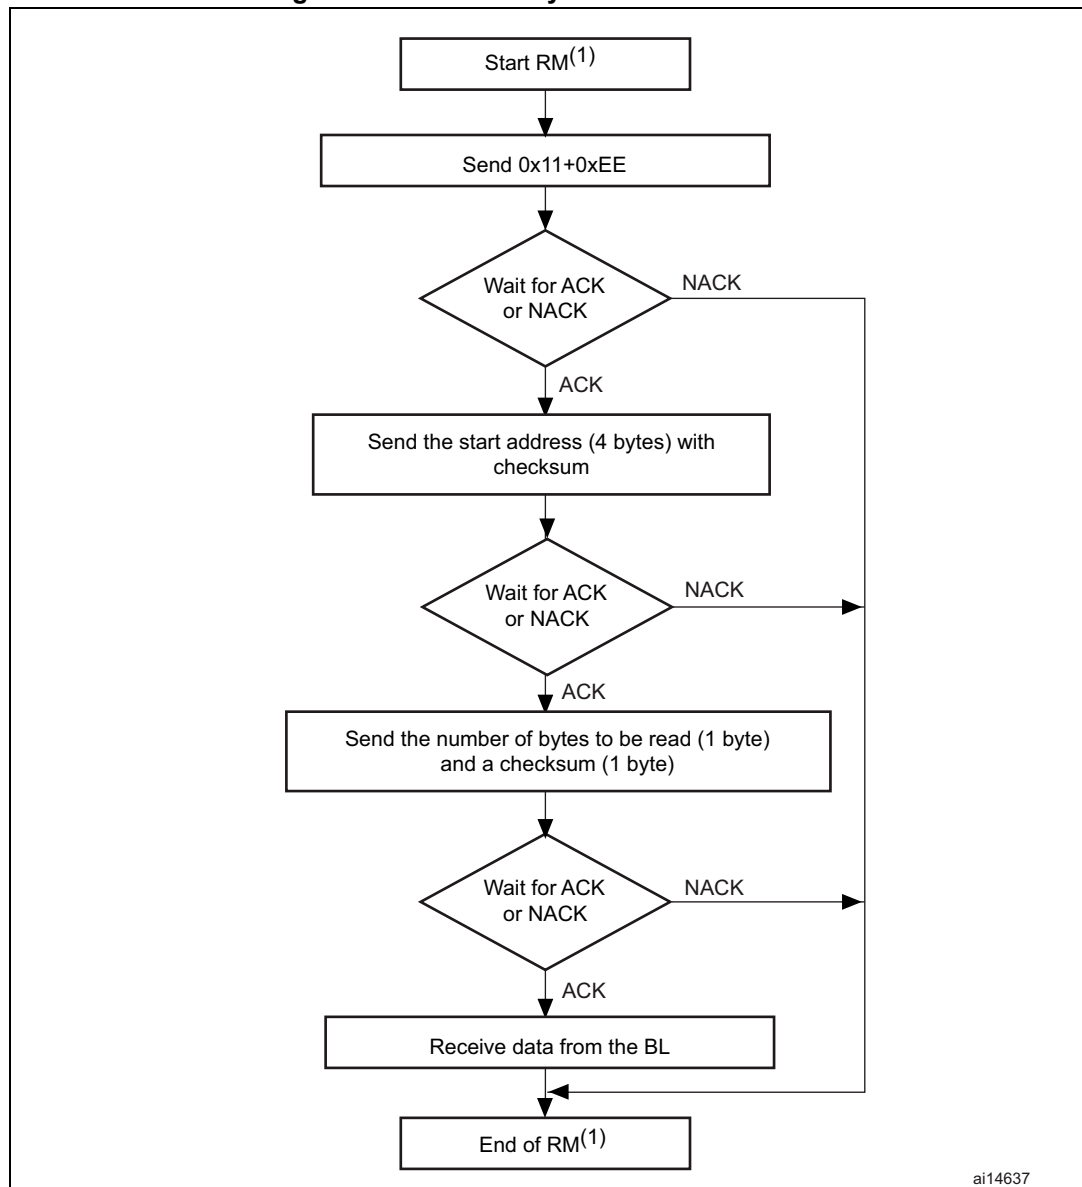 Start RM(1)
Send 0x11+0xEE
Wait for ACK
or NACK
NACK
ACK
Send the start address (4 bytes) with
checksum
Wait for ACK
or NACK
NACK
ACK
Send the number of bytes to be read (1 byte)
and a checksum (1 byte)
Wait for ACK
or NACK
NACK
ACK
Receive data from the BL
End of RM(1)
ai14637